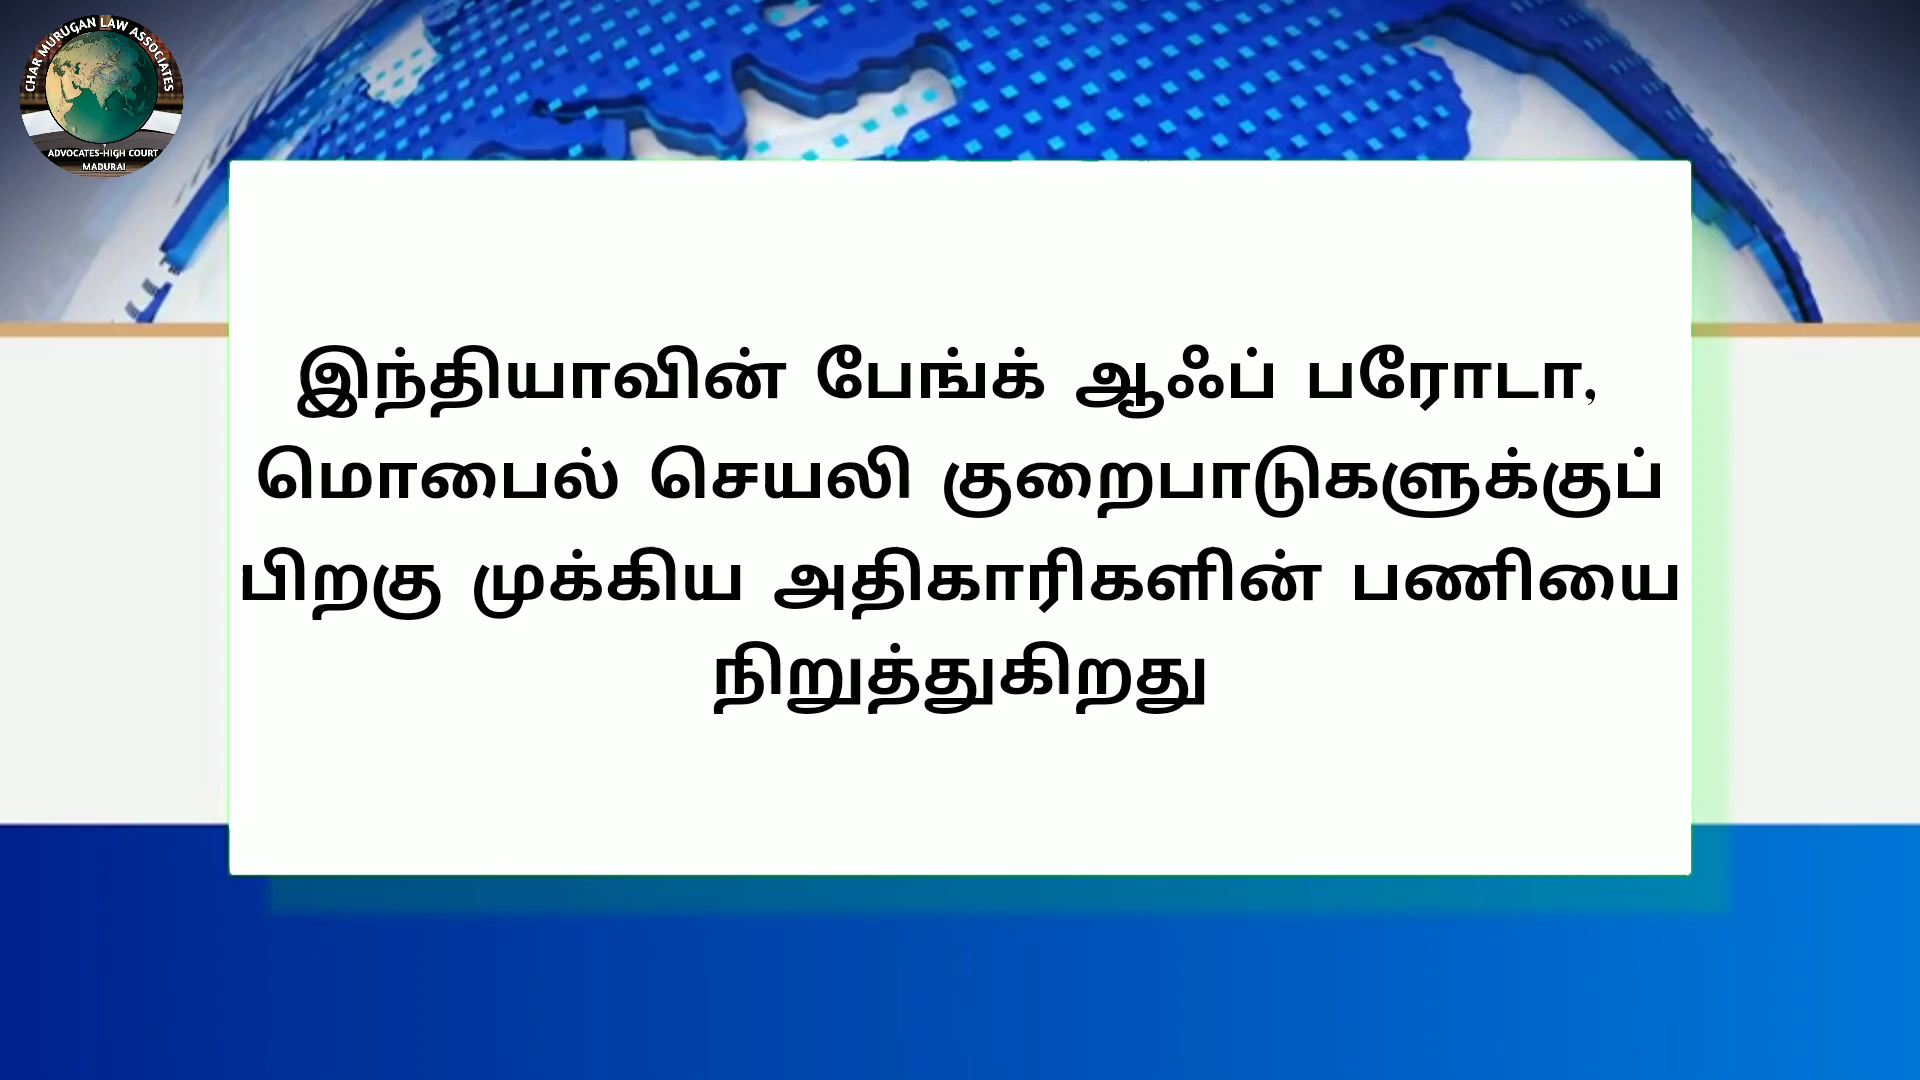 CHAR MURUGAN LAW ASSOCIATES
ADVOCATES-HIGH COURT
MADURAI
இந்தியாவின் பேங்க் ஆஃப் பரோடா,
மொபைல் செயலி குறைபாடுகளுக்குப்
பிறகு முக்கிய அதிகாரிகளின் பணியை
நிறுத்துகிறது